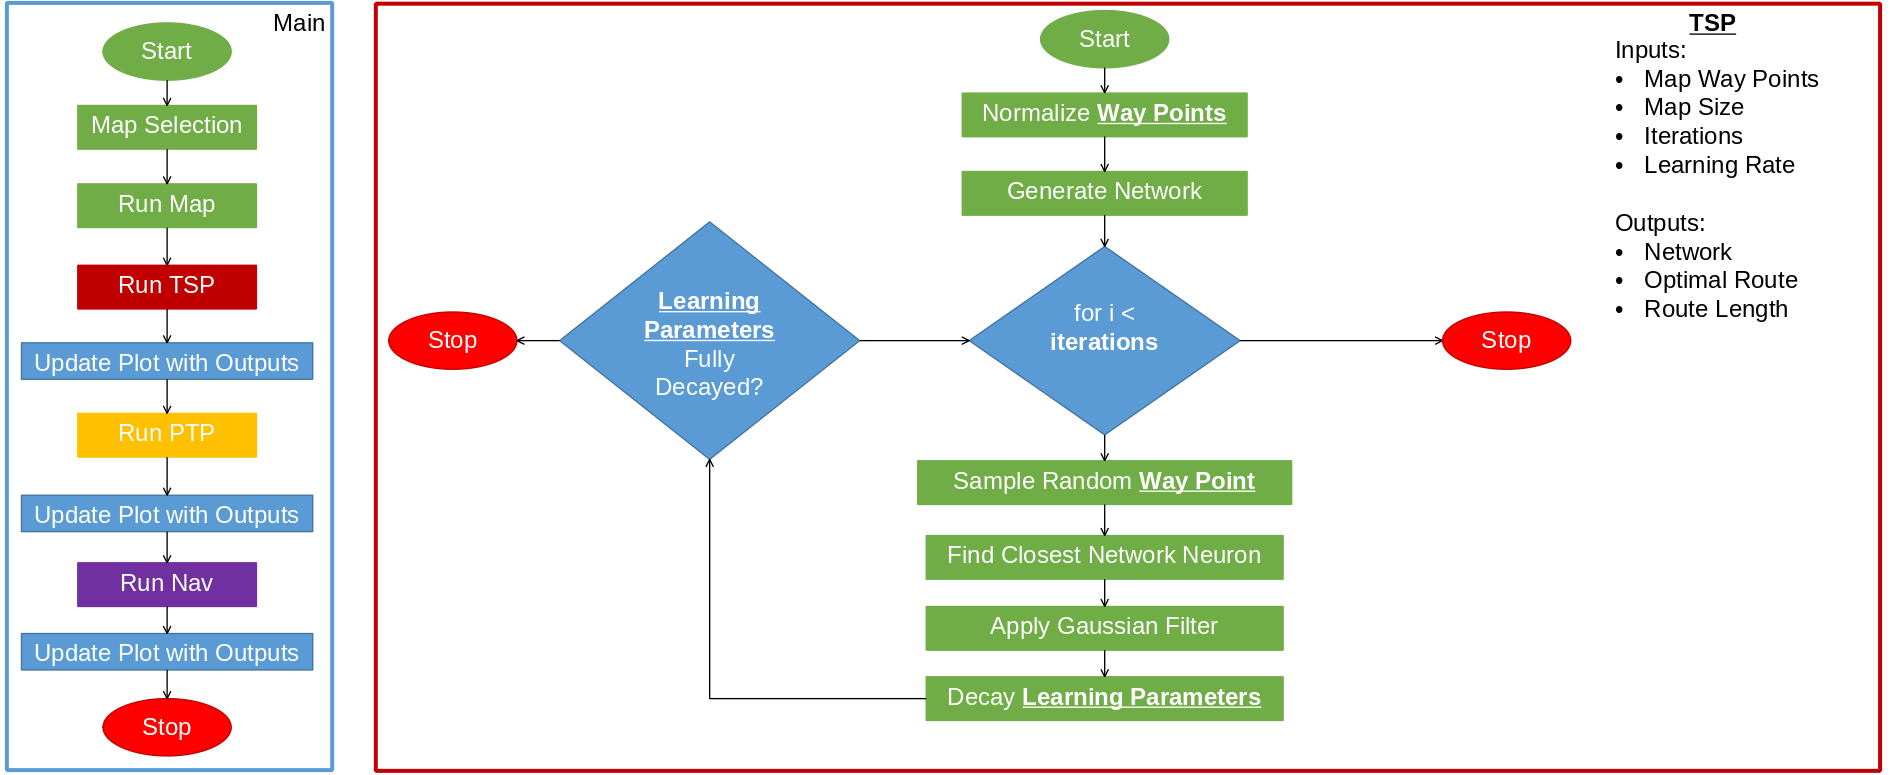 Main
Start
Map Selection
Run Map
Run TSP
Update Plot with Outputs
Run PTP
Update Plot with Outputs
Run Nav
Update Plot with Outputs
Stop
Start
Normalize Way Points
Generate Network
for i <
iterations
Stop
Sample Random Way Point
Find Closest Network Neuron
Apply Gaussian Filter
Decay Learning Parameters
Learning
Parameters
Fully
Decayed?
Stop
TSP
Inputs:
• Map Way Points
• Map Size
• Iterations
• Learning Rate
Outputs:
• Network
• Optimal Route
• Route Length